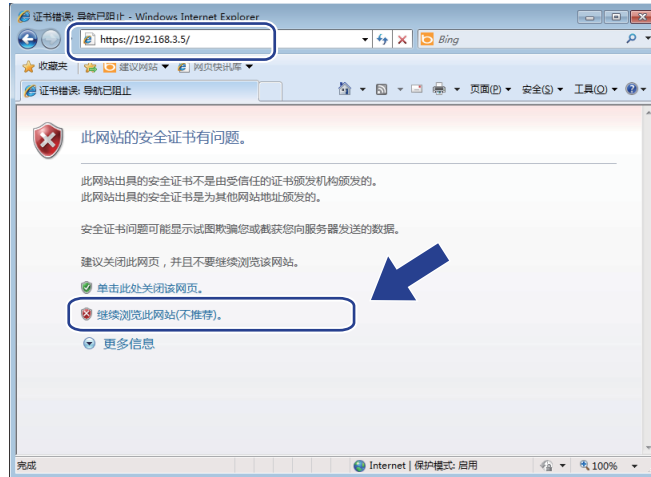 证书错误: 导航已阻止 - Windows Internet Explorer
https://192.168.3.5/
Bing
收藏夹
建议网站
网页快讯库
证书错误: 导航已阻止
页面(P) 安全(S) 工具(O)
此网站的安全证书有问题。
此网站出具的安全证书不是由受信任的证书颁发机构颁发的。
此网站出具的安全证书是为其他网站地址颁发的。
安全证书问题可能显示试图欺骗您或截获您向服务器发送的数据。
建议关闭此网页，并且不要继续浏览该网站。
单击此处关闭该网页。
继续浏览此网站(不推荐)。
更多信息
完成
Internet | 保护模式: 启用
100%